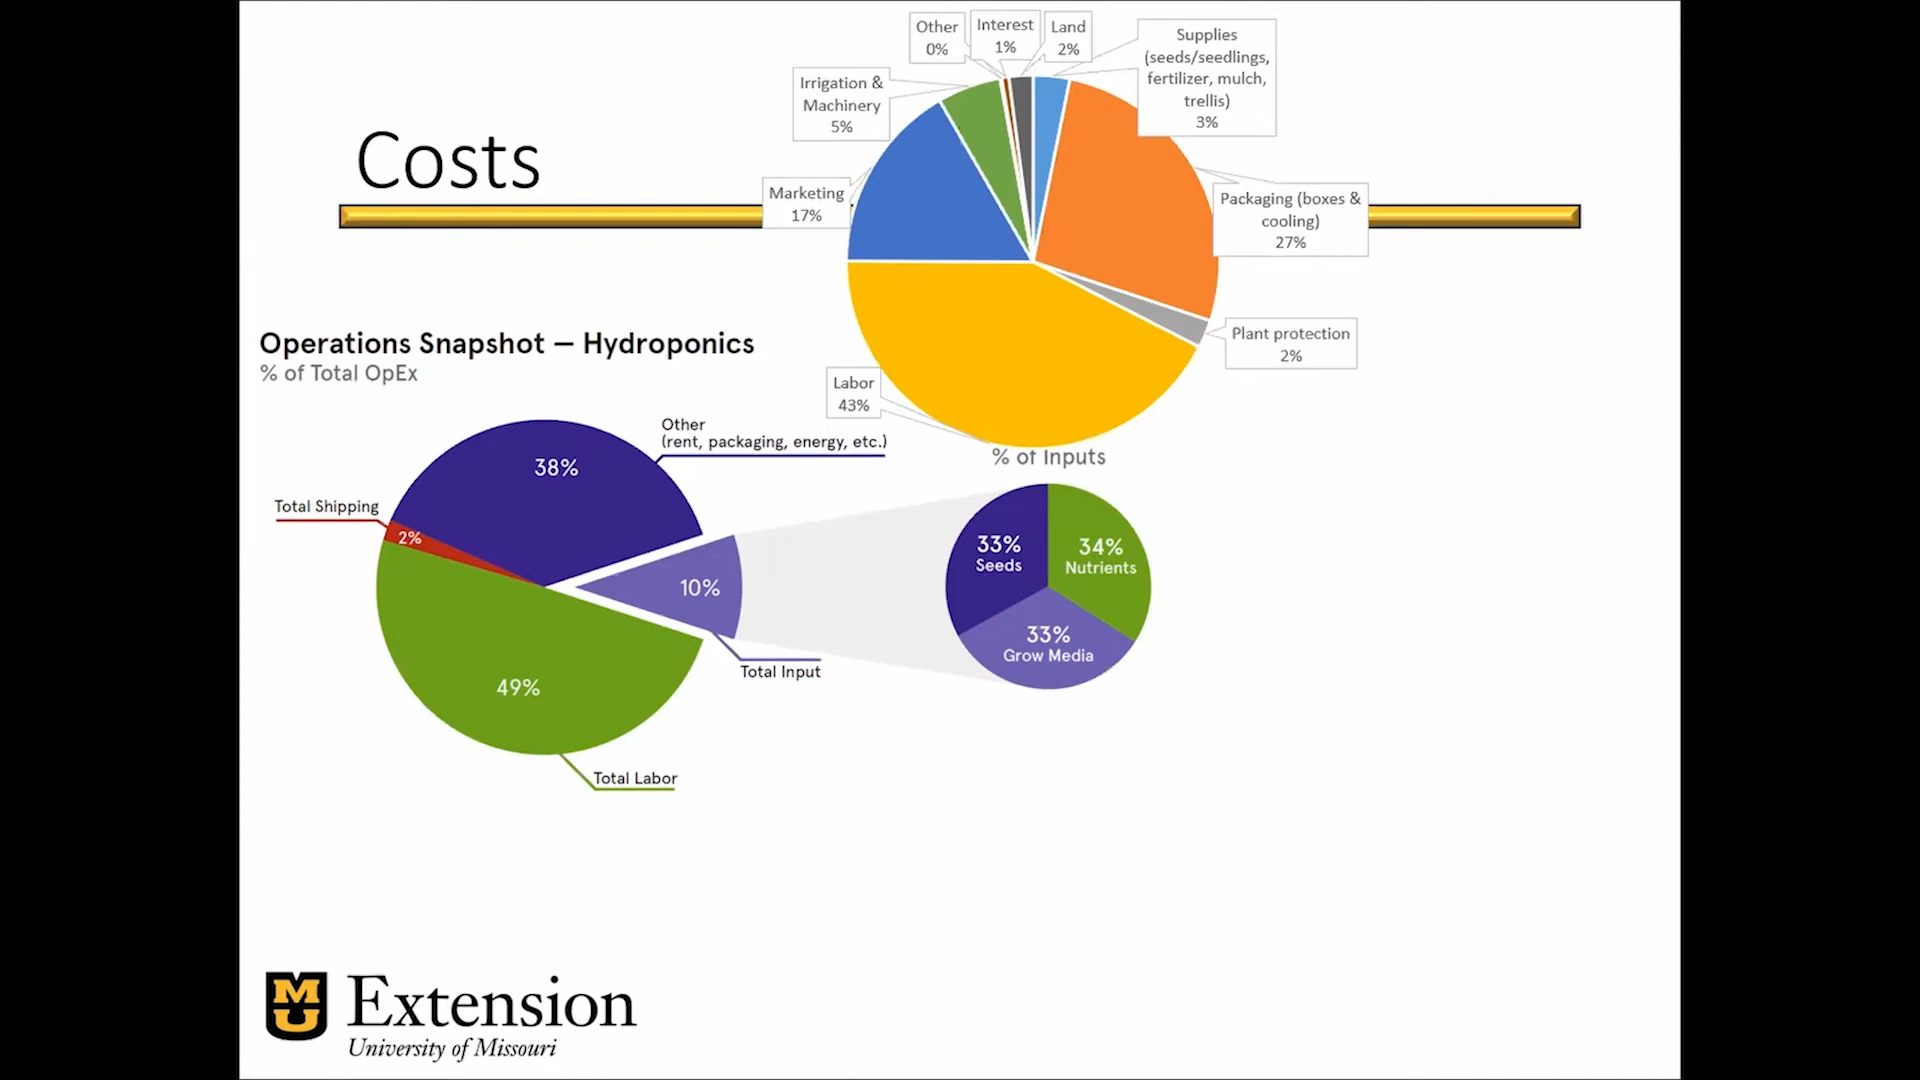 Costs
Other
0%
Interest
1%
Land
2%
Supplies
(seeds/seedlings,
fertilizer, mulch,
trellis)
3%
Irrigation &
Machinery
5%
Marketing
17%
Packaging (boxes &
cooling)
27%
Plant protection
2%
Labor
43%
Operations Snapshot — Hydroponics
% of Total OpEx
Other
(rent, packaging, energy, etc.)
38%
Total Shipping
2%
10%
Total Input
49%
Total Labor
% of Inputs
33%
Seeds
34%
Nutrients
33%
Grow Media
MU
Extension
University of Missouri